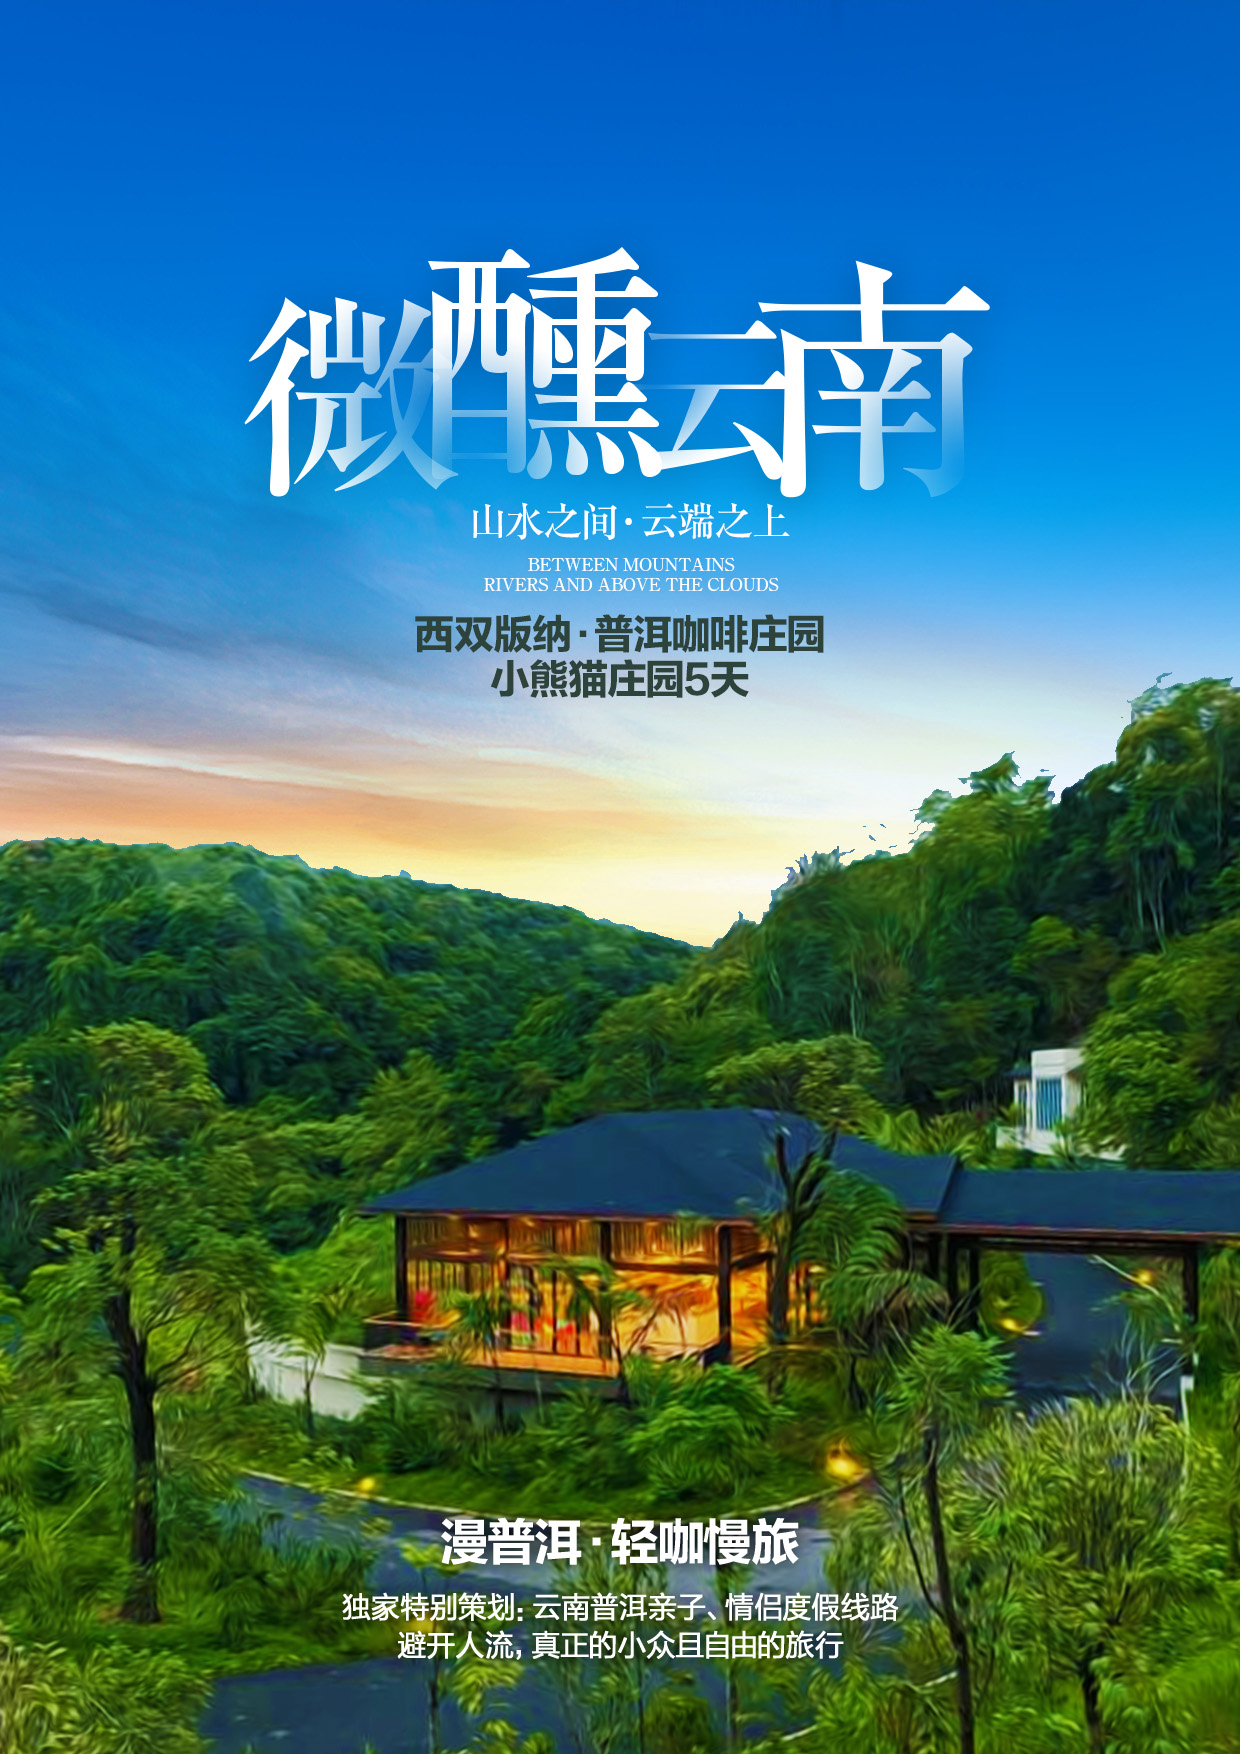 微醺云南
山水之间·云端之上
BETWEEN MOUNTAINS
RIVERS AND ABOVE THE CLOUDS
西双版纳·普洱咖啡庄园
小熊猫庄园5天
漫普洱·轻咖慢旅
独家特别策划：云南普洱亲子、情侣度假线路
避开人流，真正的小众且自由的旅行